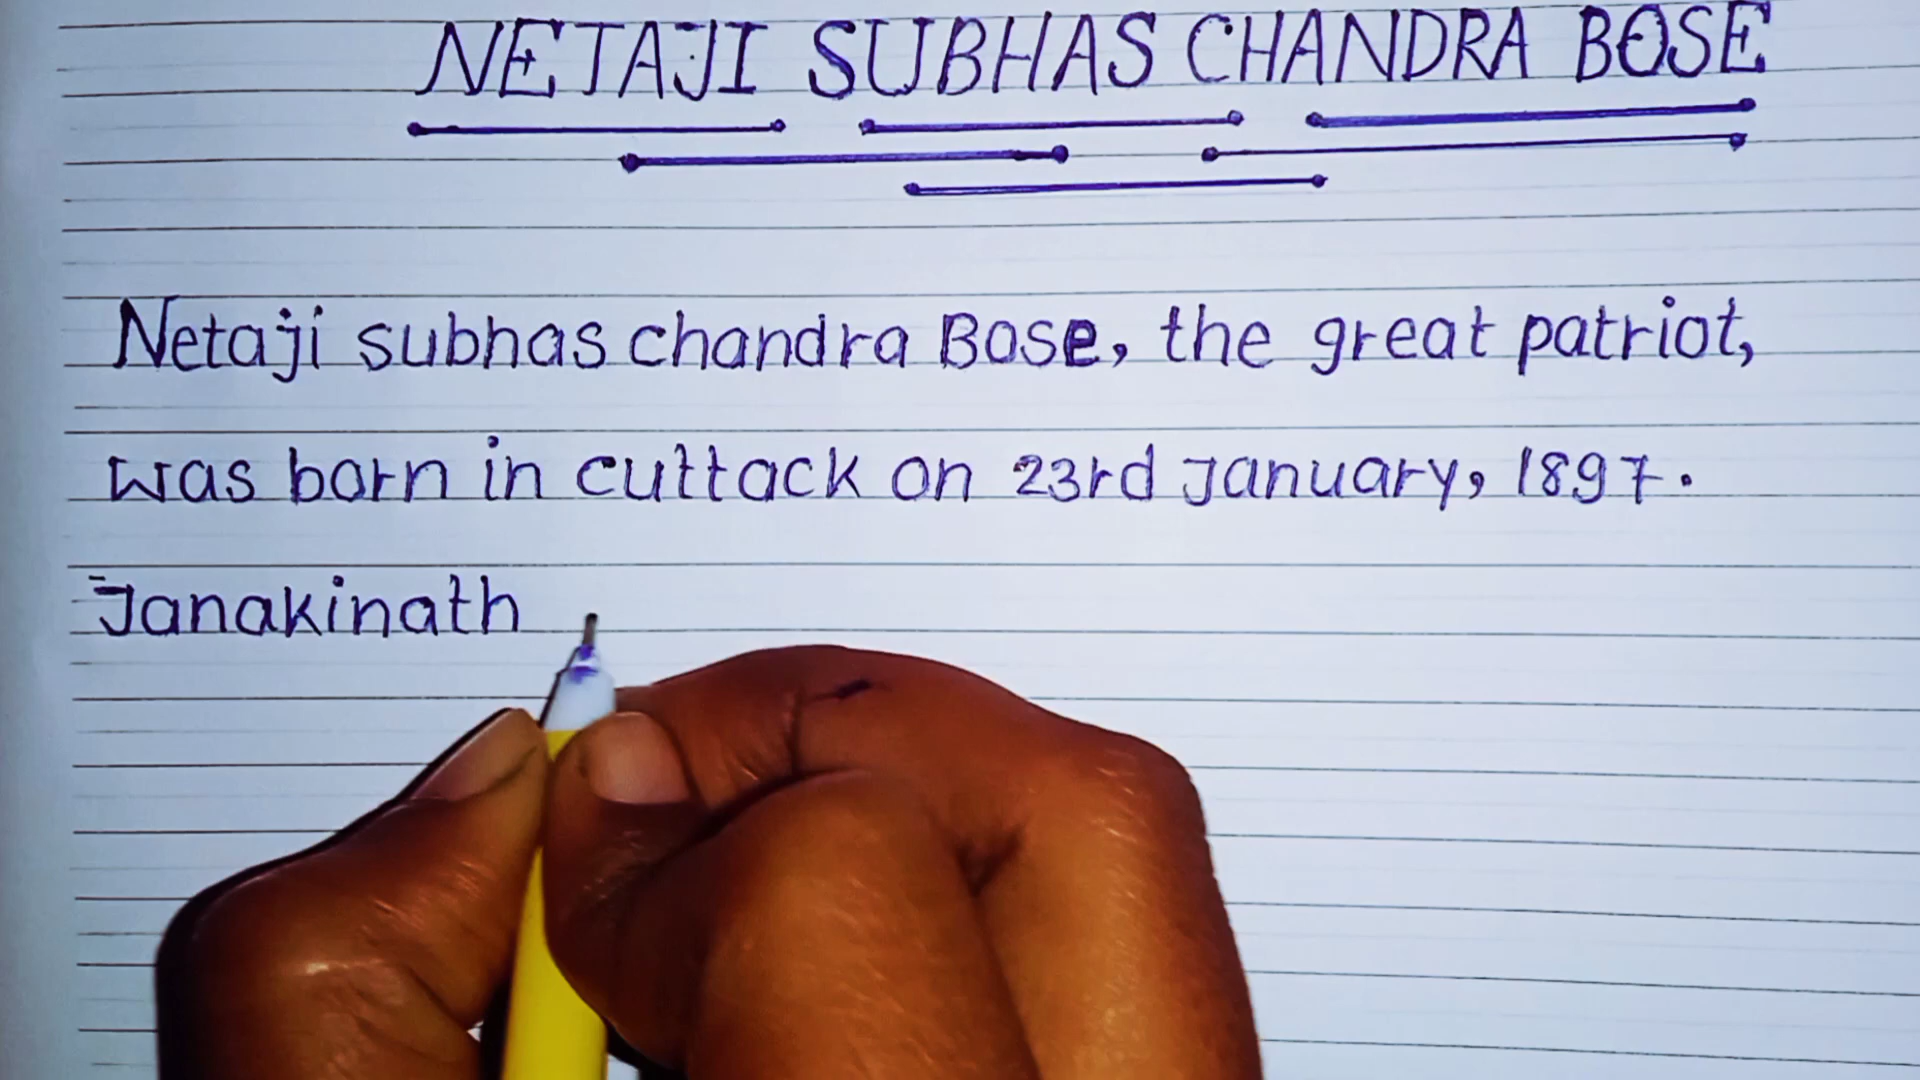 NETAJI SUBHAS CHANDRA BOSE
Netaji subhas chandra Bose, the great patriot,
was born in cuttack on 23rd January, 1897.
Janakinath